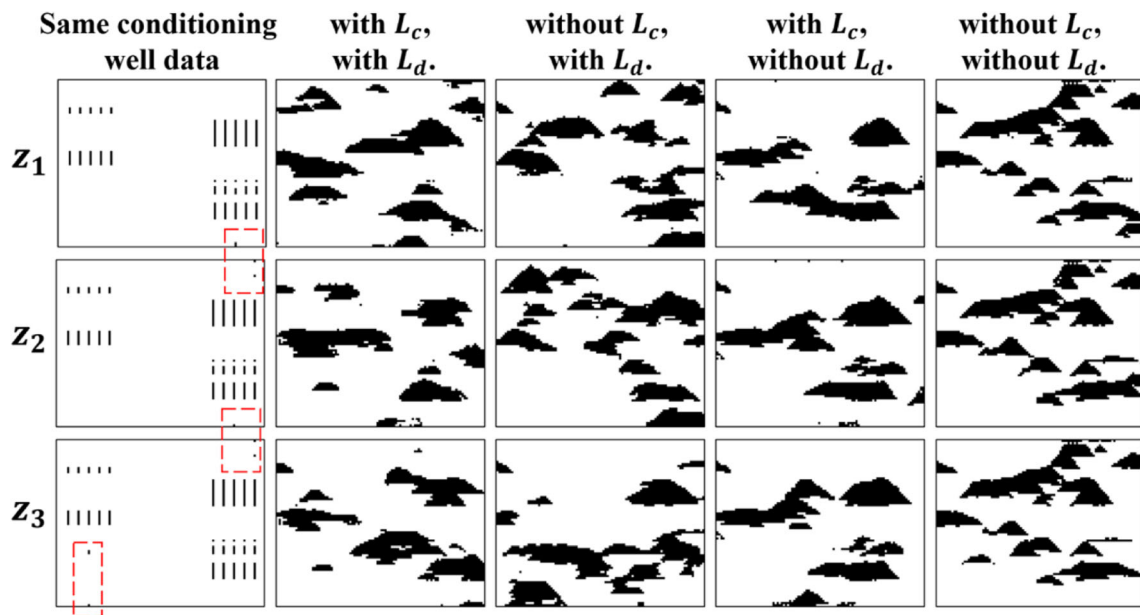 Same conditioning
well data
with L_c,
with L_d.
without L_c,
with L_d.
with L_c,
without L_d.
without L_c,
without L_d.
z_1
z_2
z_3